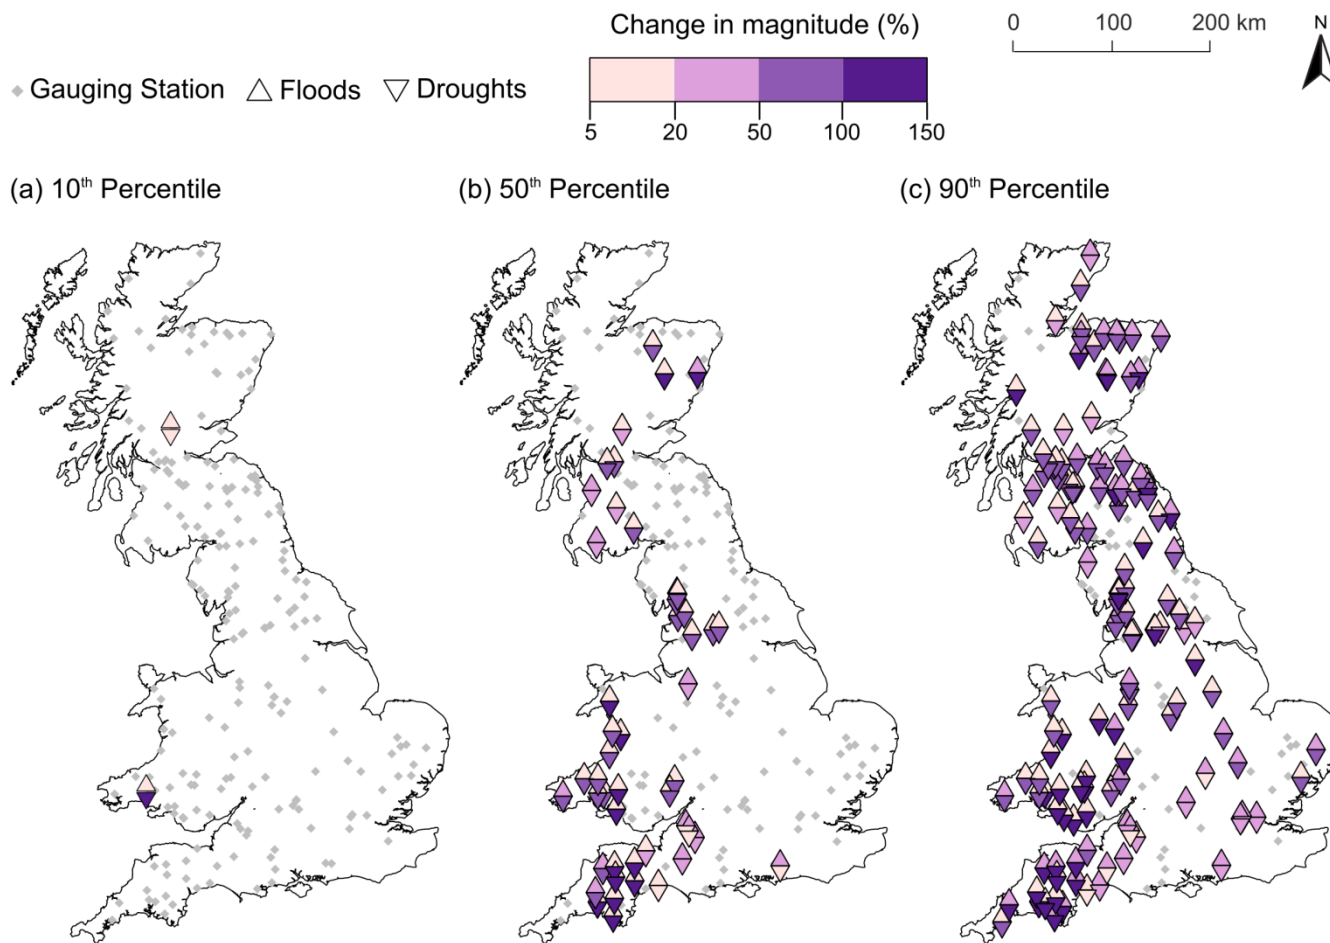 Change in magnitude (%)
0 100 200 km
N
Gauging Station Floods Droughts
5 20 50 100 150
(a) 10th Percentile
(b) 50th Percentile
(c) 90th Percentile